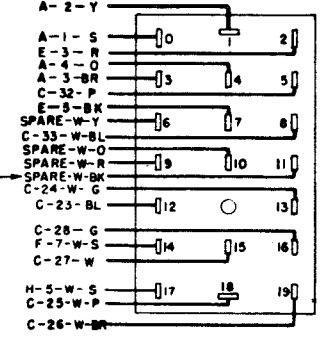 A-2-Y
A-1-S 0 1 2
E-3-R
A-4-O
A-3-BR 3 4 5
C-32-P
E-5-BK
SPARE-W-Y 6 7 8
C-33-W-BL
SPARE-W-O
SPARE-W-R 9 10 11
SPARE-W-BK
C-24-W-G
C-23-BL 12 13
C-28-G
F-7-W-S 14 15 16
C-27-W
H-5-W-S 17 18 19
C-25-W-P
C-26-W-BR